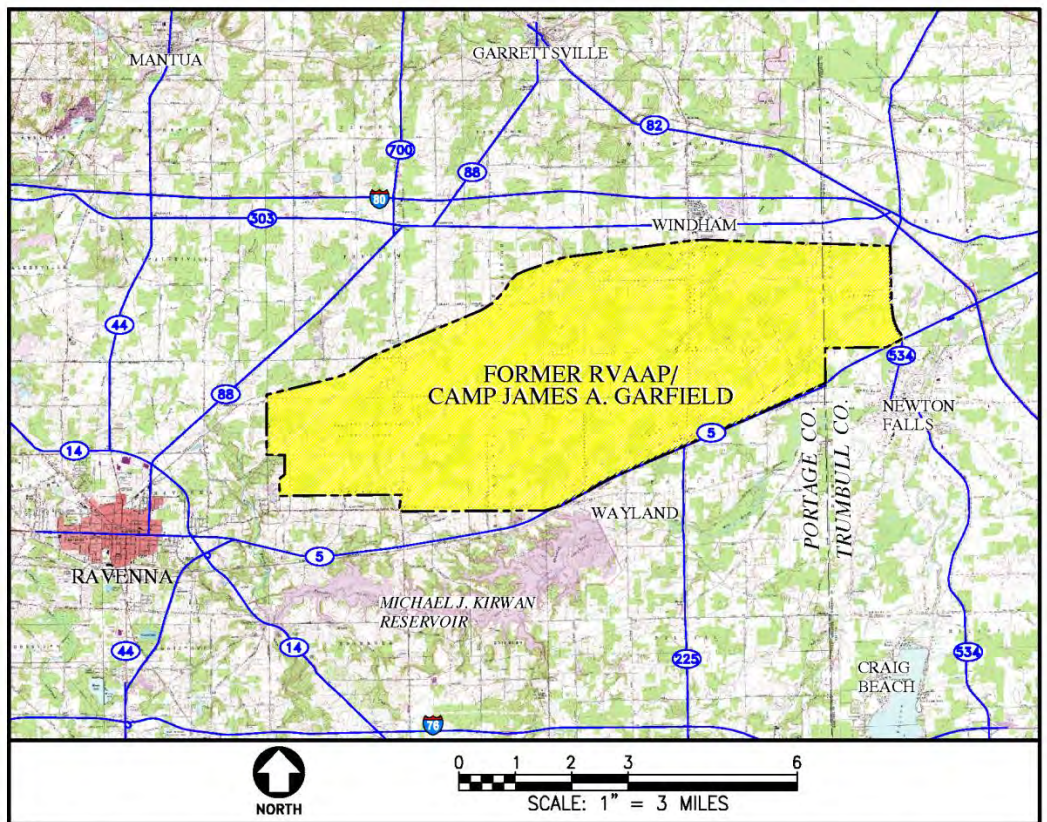 MANTUA
GARRETTSVILLE
82
700
88
80
303
WINDHAM
44
534
88
FORMER RVAAP/
CAMP JAMES A. GARFIELD
NEWTON
FALLS
14
5
PORTAGE CO.
TRUMBULL CO.
WAYLAND
5
RAVENNA
MICHAEL J. KIRWAN
RESERVOIR
44
14
225
534
CRAIG
BEACH
76
NORTH
0 1 2 3 6
SCALE: 1" = 3 MILES